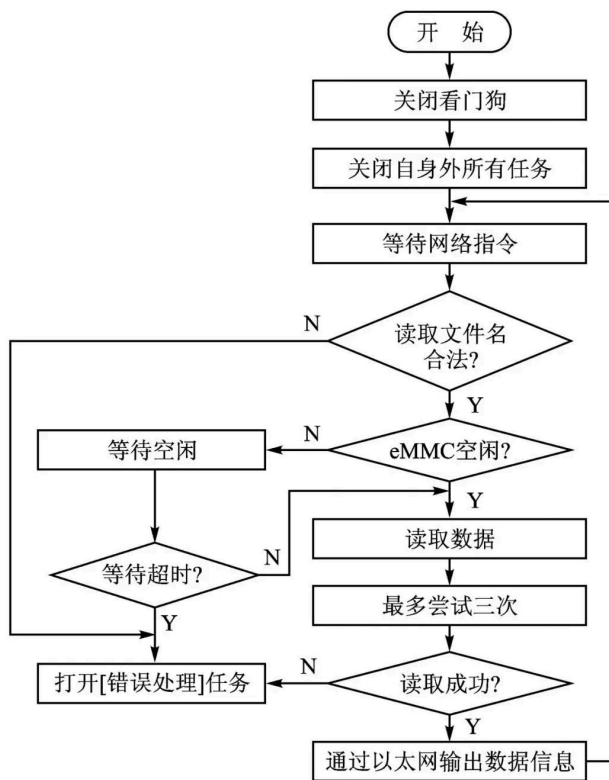 开 始
关闭看门狗
关闭自身外所有任务
等待网络指令
N
读取文件名
合法?
Y
等待空闲
N
eMMC空闲?
Y
读取数据
等待超时?
N
最多尝试三次
Y
打开[错误处理]任务
N
读取成功?
Y
通过以太网输出数据信息